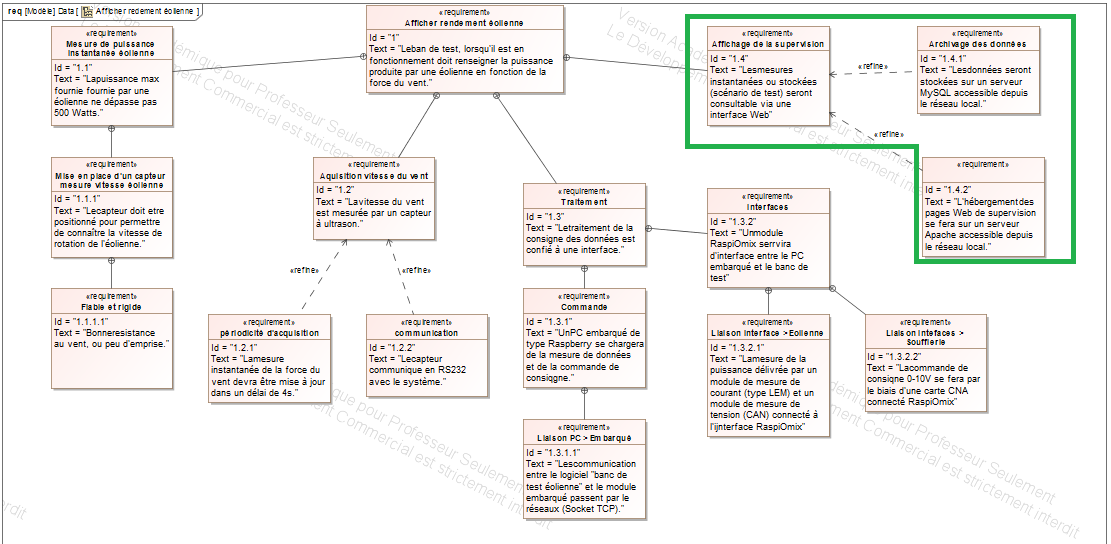 req [Modèle] Data [ Afficher redement éolienne ]
«requirement»
Afficher rendement éolienne
Id = "1"
Text = "Leban de test, lorsqu'il est en
fonctionnement doit renseigner la puissance
produite par une éolienne en fonction de la
force du vent."
«requirement»
Mesure de puissance
instantanée éolienne
Id = "1.1"
Text = "Lapuissance max
fournie fournie par une
éolienne ne dépasse pas
500 Watts."
«requirement»
Affichage de la supervision
Id = "1.4"
Text = "Lesmesures
instantanées ou stockées
(scénario de test) seront
consultable via une
interface Web"
«refine»
«requirement»
Archivage des données
Id = "1.4.1"
Text = "Lesdonnées seront
stockées sur un serveur
MySQL accessible depuis
le réseau local."
«refine»
«requirement»
Id = "1.4.2"
Text = "L'hébergementdes
pages Web de supervision
se fera sur un serveur
Apache accessible depuis
le réseau local."
«requirement»
Mise en place d'un capteur
mesure vitesse éolienne
Id = "1.1.1"
Text = "Lecapteur doit etre
positionné pour permettre
de connaître la vitesse de
rotation de l'éolienne."
«requirement»
Aquisition vitesse du vent
Id = "1.2"
Text = "Lavitesse du vent
est mesurée par un capteur
à ultrason."
«requirement»
Traitement
Id = "1.3"
Text = "Letraitement de la
consigne des données est
confié à une interface."
«requirement»
Interfaces
Id = "1.3.2"
Text = "Unmodule
RaspiOmix serrvira
d'interface entre le PC
embarqué et le banc de
test"
«refine»
«refine»
«requirement»
Fiable et rigide
Id = "1.1.1.1"
Text = "Bonneresistance
au vent, ou peu d'emprise."
«requirement»
périodicité d'acquisition
Id = "1.2.1"
Text = "Lamesure
instantanée de la force du
vent devra être mise à jour
dans un délai de 4s."
«requirement»
communication
Id = "1.2.2"
Text = "Lecapteur
communique en RS232
avec le système."
«requirement»
Commande
Id = "1.3.1"
Text = "UnPC embarqué de
type Raspberry se chargera
de la mesure de données
et de la commande de
consiagne."
«requirement»
Liaison Interface >Eolienne
Id = "1.3.2.1"
Text = "Lamesure de la
puissance délivrée par un
module de mesure de
courant (type LEM) et un
module de mesure de
tension (CAN) connecté à
l'ijnterface RaspiOmix"
«requirement»
Liaison Intefaces >
Soufflerie
Id = "1.3.2.2"
Text = "Lacommande de
consigne 0-10V se fera par
le biais d'une carte CNA
connecté RaspiOmix"
«requirement»
Liaison PC > Embarqué
Id = "1.3.1.1"
Text = "Lescommunication
entre le logiciel "banc de
test éolienne" et le module
embarqué passent par le
réseaux (Socket TCP)."